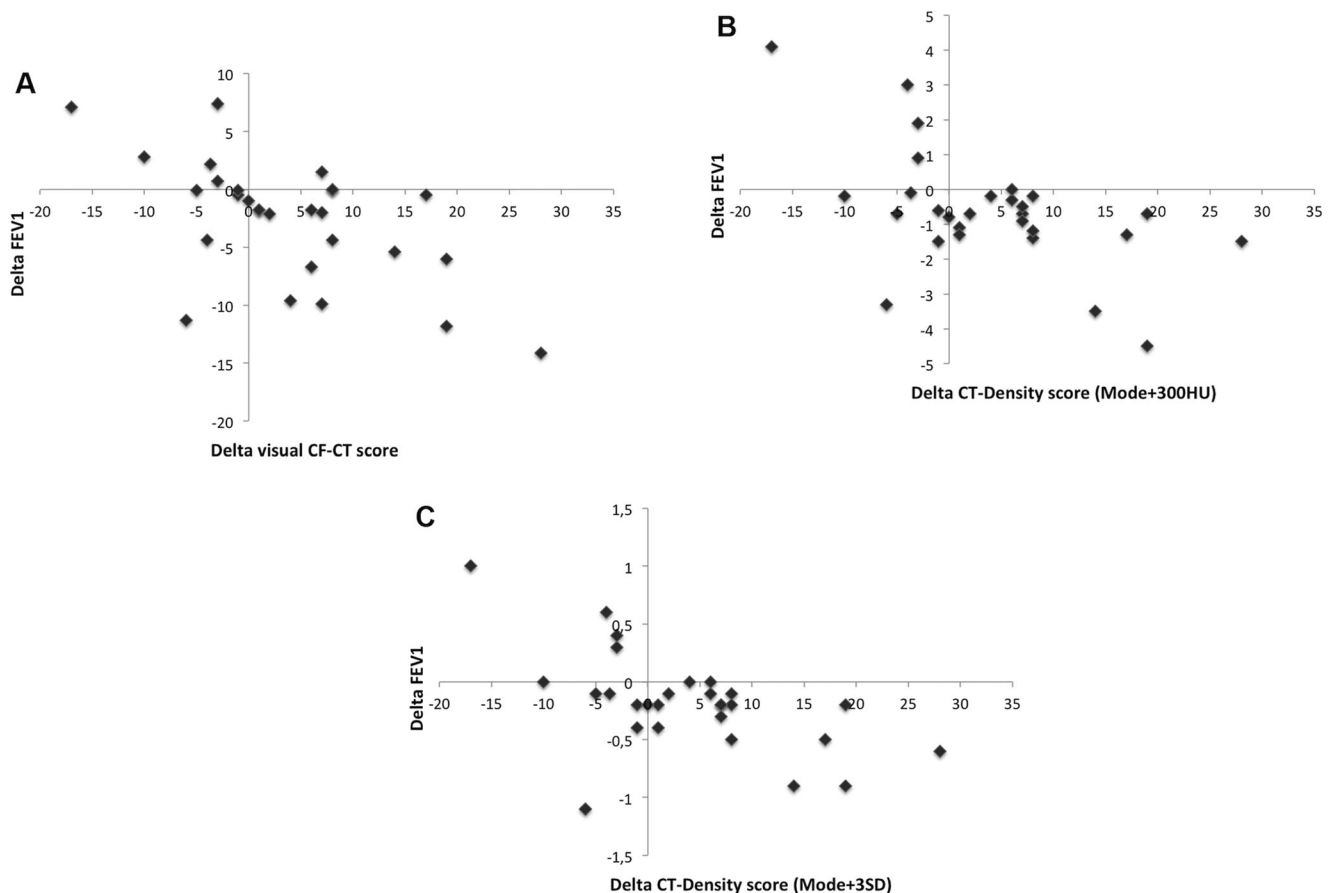 A
10
5
0
-20 -15 -10 -5 0 5 10 15 20 25 30 35
-5
-10
-15
-20
Delta FEV1
Delta visual CF-CT score
B
5
4
3
2
1
0
-20 -15 -10 -5 0 5 10 15 20 25 30 35
-1
-2
-3
-4
-5
Delta FEV1
Delta CT-Density score (Mode+300HU)
C
1,5
1
0,5
0
-20 -15 -10 -5 0 5 10 15 20 25 30 35
-0,5
-1
-1,5
Delta FEV1
Delta CT-Density score (Mode+3SD)